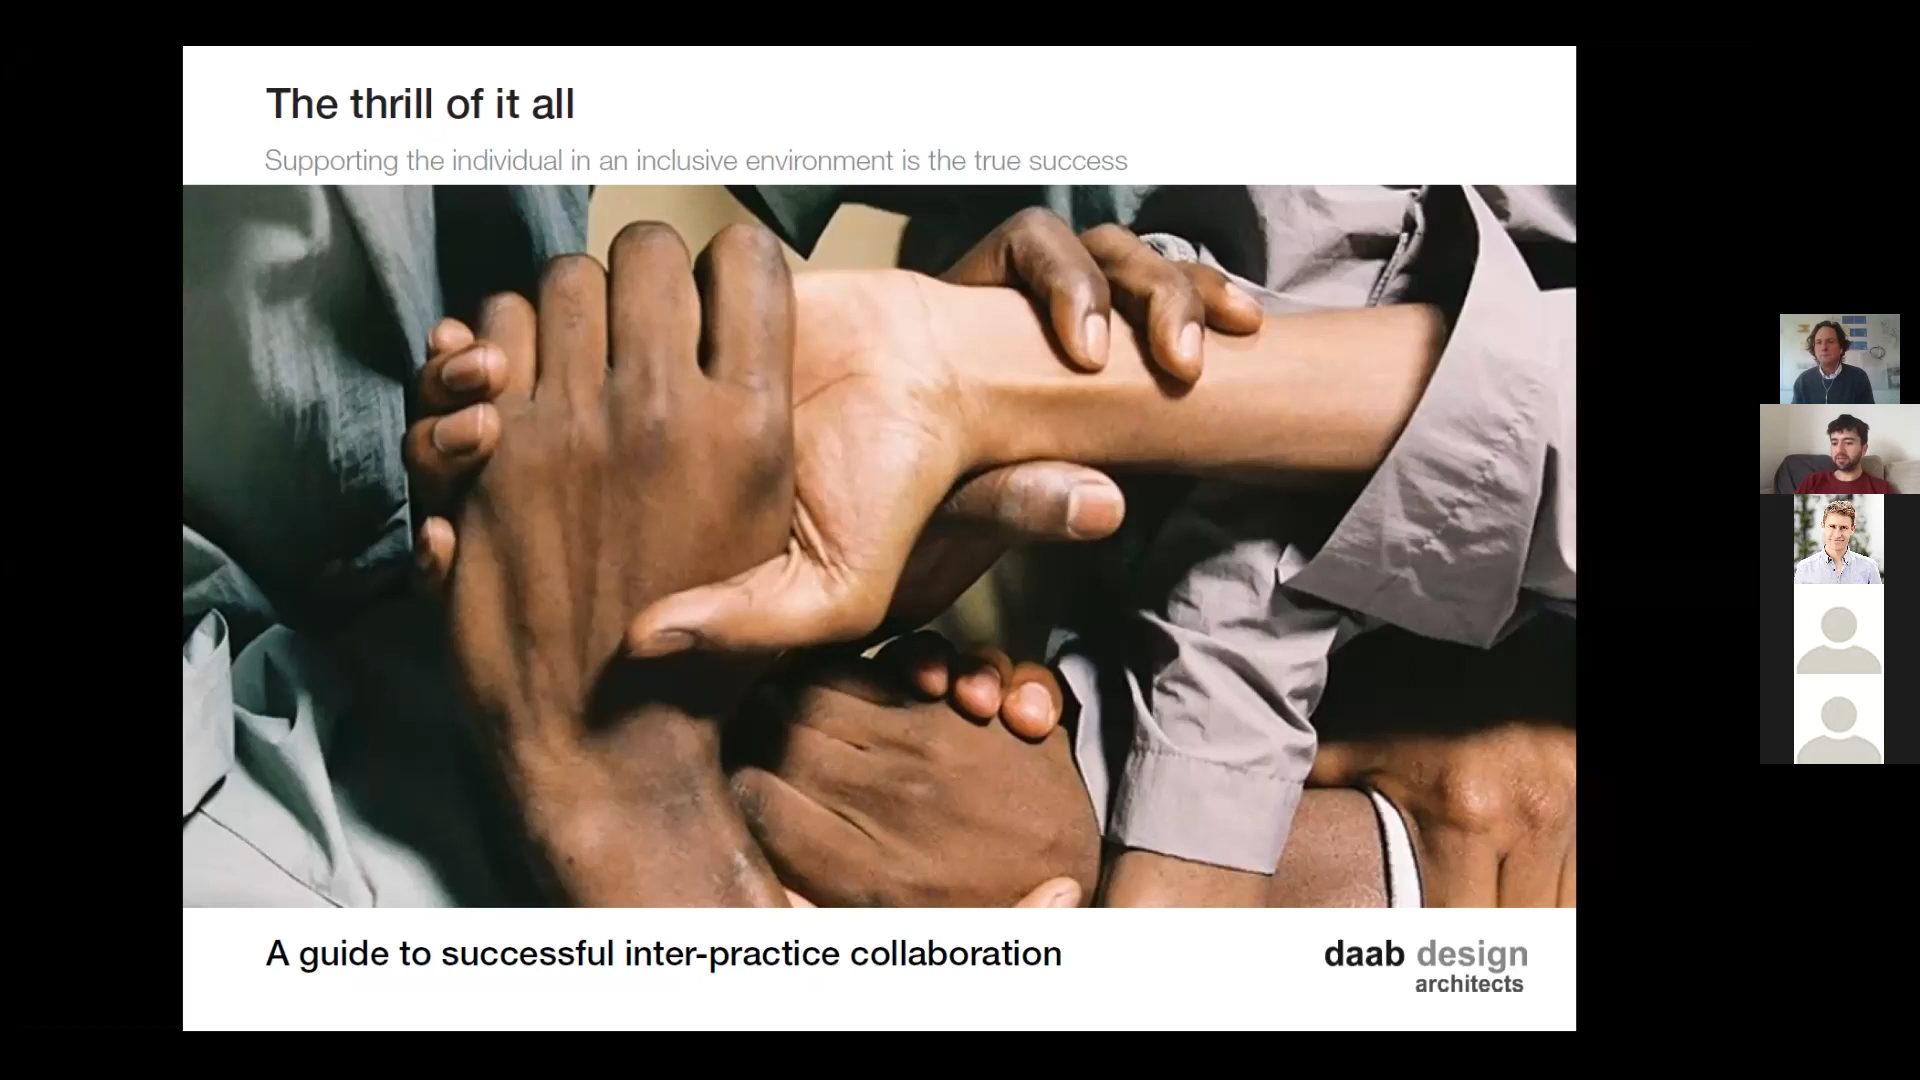 The thrill of it all
Supporting the individual in an inclusive environment is the true success
A guide to successful inter-practice collaboration
daab design
architects